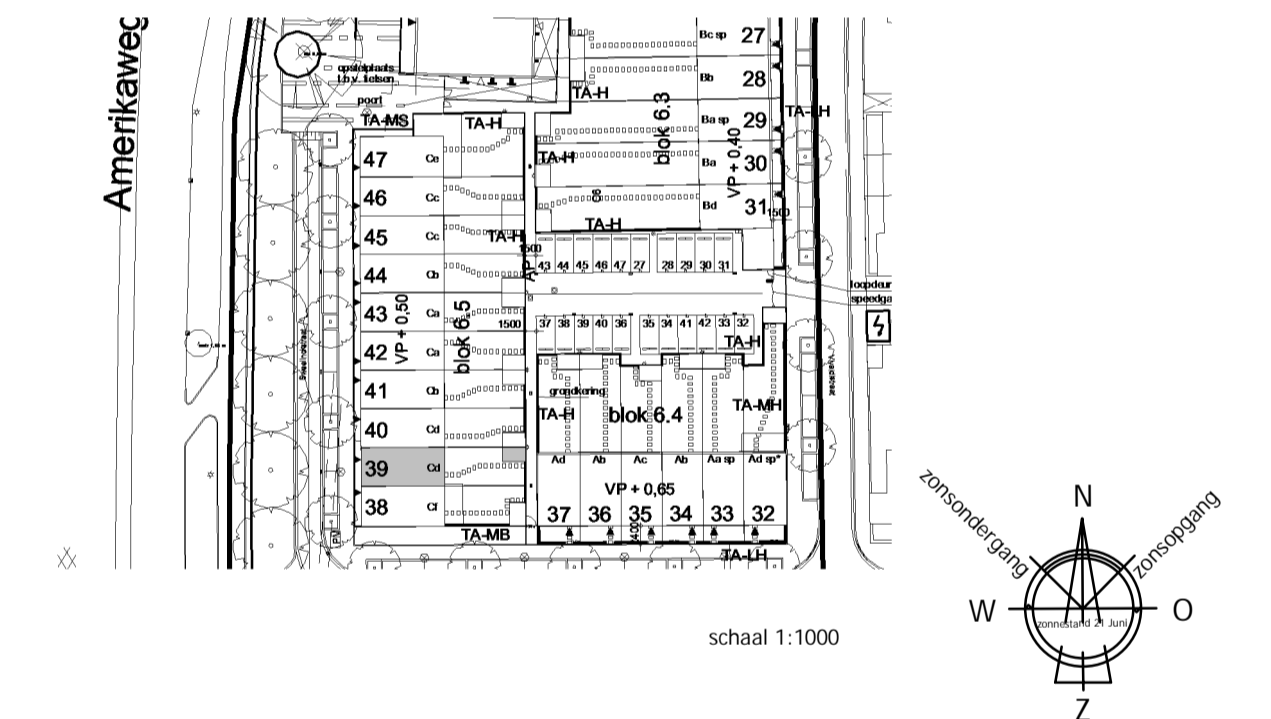 Amerikaweg
opstelplaats
t.b.v. fietsen
poort
TA-MS
TA-H
47 Ce
46 Cc
45 Cc
44 Cb
43 Ca
42 Ca
41 Cb
40 Cd
39 Cd
38 Cf
VP + 0,50
blok 6.5
TA-H
1500
AP
1500
TA-MB
PM
Bc sp 27
Bb 28
Ba sp 29
Ba 30
Bd 31
TA-H
TA-H
blok 6.3
VP + 0,40
TA-LH
66
TA-H
1500
43 44 45 46 47 27 28 29 30 31
loopdeur
speedga
37 38 39 40 36 35 34 41 42 33 32
TA-H
grondkering
TA-H
blok 6.4
TA-MH
Ad Ab Ac Ab Aa sp Ad sp*
VP + 0,65
37 36 35 34 33 32
TA-LH
schaal 1:1000
N
zonsondergang
zonsopgang
W
O
zonnestand 21 Juni
Z